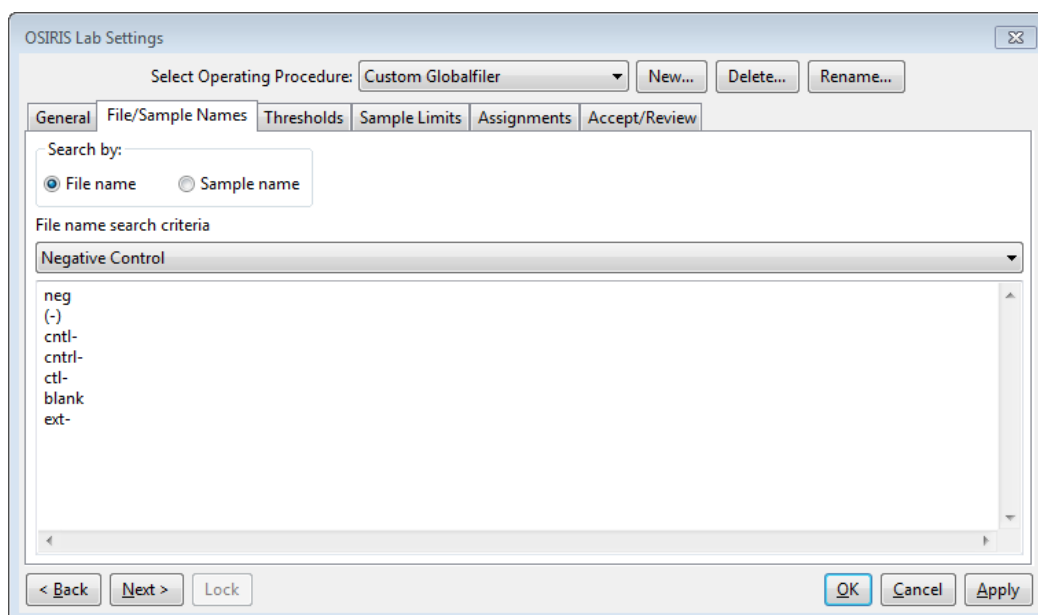 OSIRIS Lab Settings
Select Operating Procedure: Custom Globalfiler New... Delete... Rename...
General File/Sample Names Thresholds Sample Limits Assignments Accept/Review
Search by:
File name Sample name
File name search criteria
Negative Control
neg
(-)
cntl-
cntrl-
ctl-
blank
ext-
< Back Next > Lock OK Cancel Apply